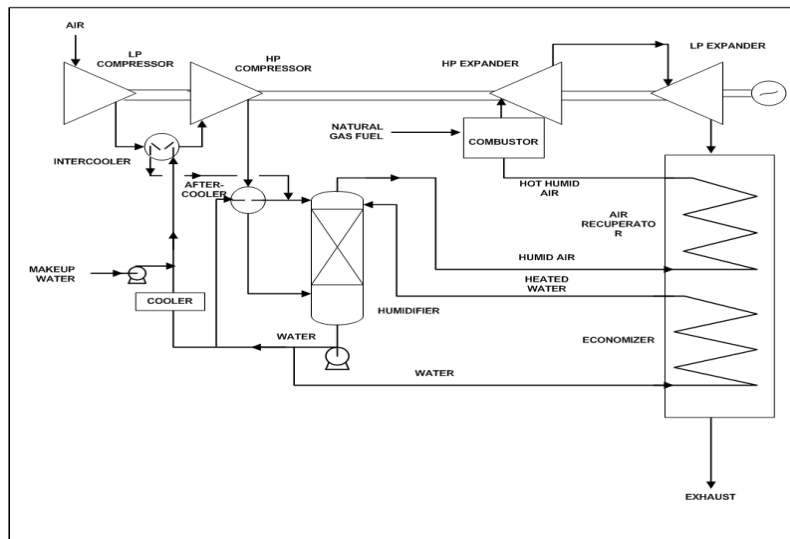 AIR
LP
COMPRESSOR
HP
COMPRESSOR
HP EXPANDER
LP EXPANDER
NATURAL
GAS FUEL
COMBUSTOR
INTERCOOLER
AFTER-
COOLER
HOT HUMID
AIR
AIR
RECUPERATO
R
HUMID AIR
HEATED
WATER
MAKEUP
WATER
COOLER
HUMIDIFIER
WATER
ECONOMIZER
WATER
EXHAUST